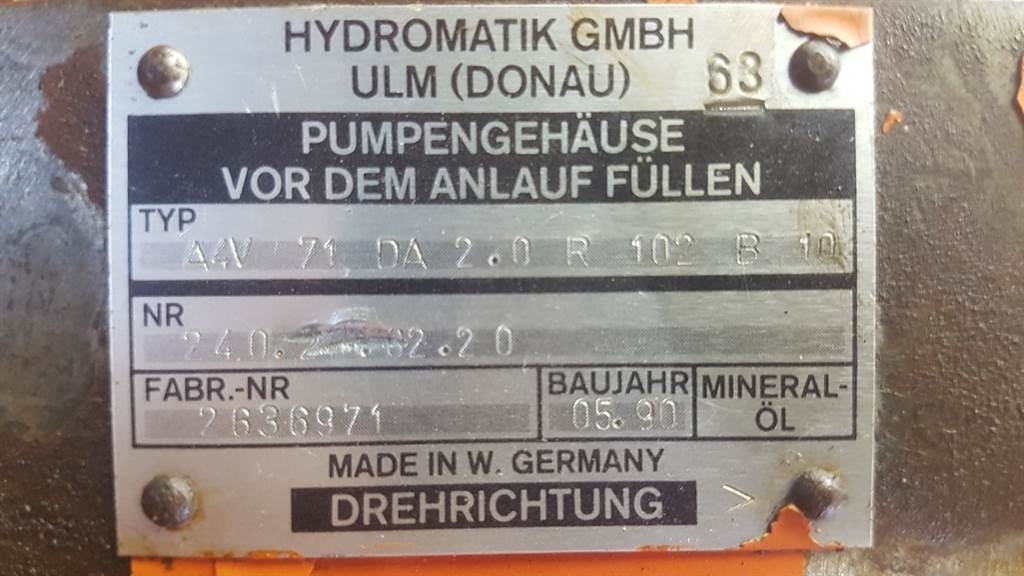 HYDROMATIK GMBH
ULM (DONAU) 63
PUMPENGEHÄUSE
VOR DEM ANLAUF FÜLLEN
TYP
A4V 71 DA 2.0 R 102 B 10
NR
FABR.-NR
2636971
BAUJAHR
05.90
MINERAL-
ÖL
MADE IN W. GERMANY
DREHRICHTUNG >